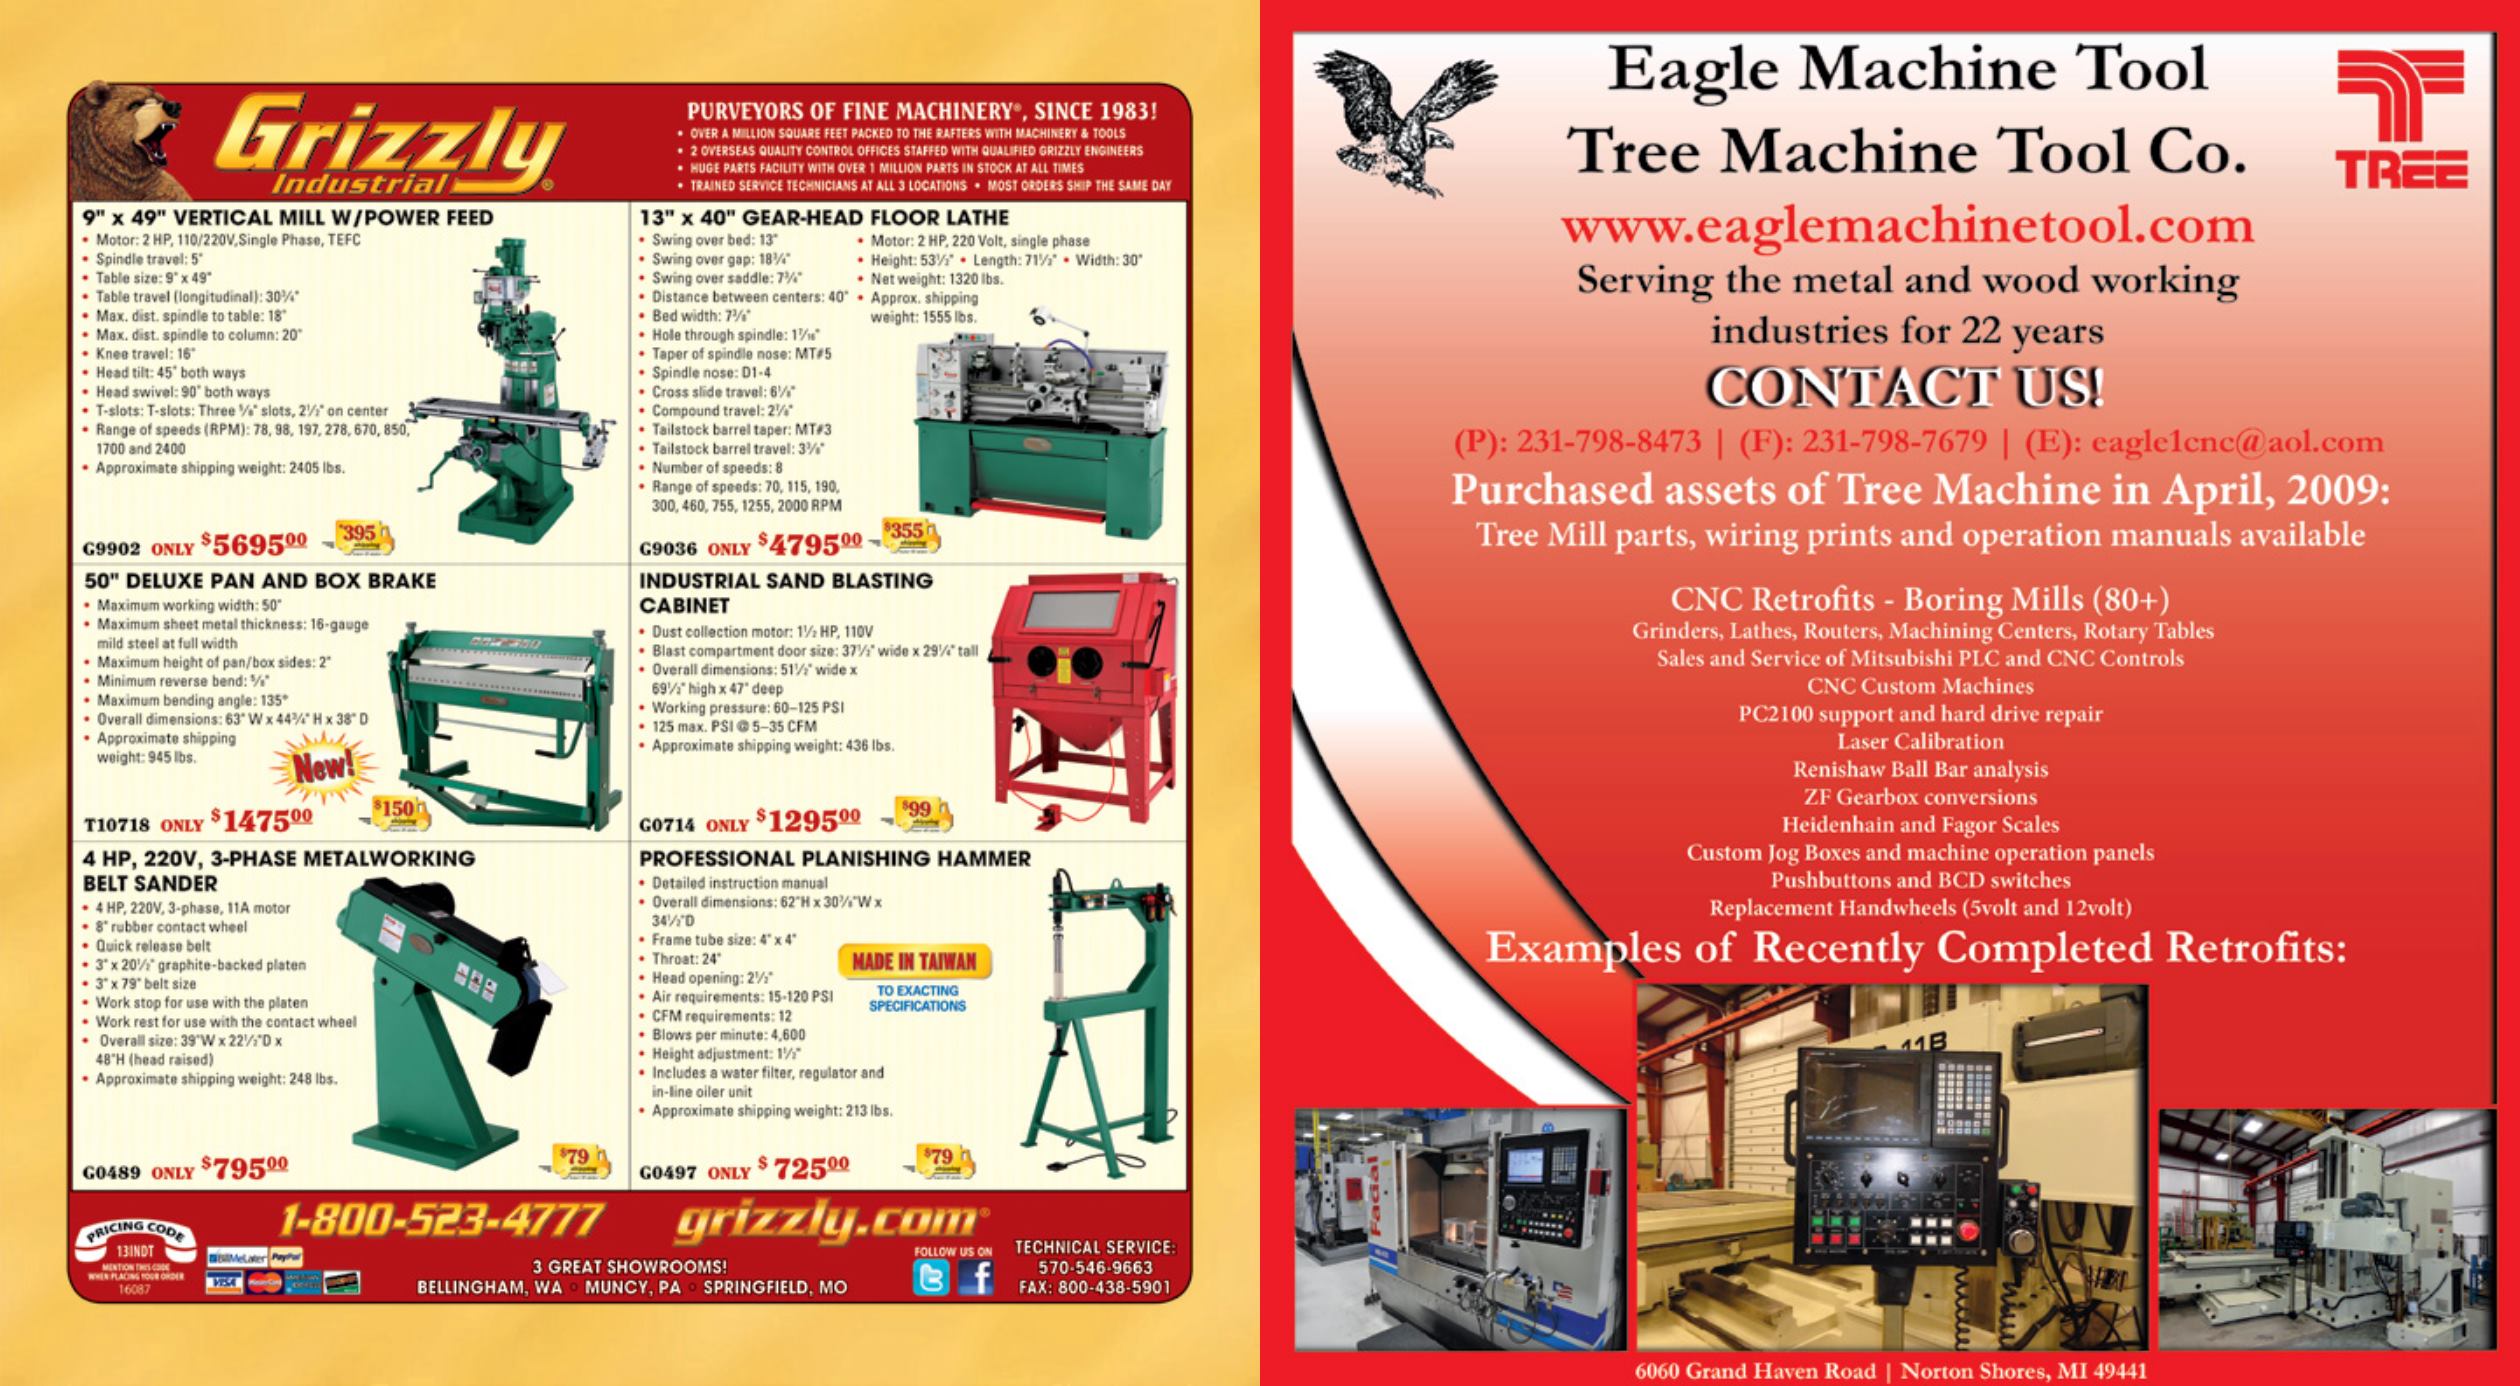 Grizzly
Industrial®
PURVEYORS OF FINE MACHINERY®, SINCE 1983!
• OVER A MILLION SQUARE FEET PACKED TO THE RAFTERS WITH MACHINERY & TOOLS
• 2 OVERSEAS QUALITY CONTROL OFFICES STAFFED WITH QUALIFIED GRIZZLY ENGINEERS
• HUGE PARTS FACILITY WITH OVER 1 MILLION PARTS IN STOCK AT ALL TIMES
• TRAINED SERVICE TECHNICIANS AT ALL 3 LOCATIONS • MOST ORDERS SHIP THE SAME DAY
9" x 49" VERTICAL MILL W/POWER FEED
• Motor: 2 HP, 110/220V,Single Phase, TEFC
• Spindle travel: 5"
• Table size: 9" x 49"
• Table travel (longitudinal): 30¾"
• Max. dist. spindle to table: 18"
• Max. dist. spindle to column: 20"
• Knee travel: 16"
• Head tilt: 45° both ways
• Head swivel: 90° both ways
• T-slots: T-slots: Three ⅝" slots, 2½" on center
• Range of speeds (RPM): 78, 98, 197, 278, 670, 850,
1700 and 2400
• Approximate shipping weight: 2405 lbs.
G9902 ONLY $569500
$395
shipping
13" x 40" GEAR-HEAD FLOOR LATHE
• Swing over bed: 13"
• Swing over gap: 18¾"
• Swing over saddle: 7¾"
• Distance between centers: 40"
• Bed width: 7⅜"
• Hole through spindle: 1⁷⁄₁₆"
• Taper of spindle nose: MT#5
• Spindle nose: D1-4
• Cross slide travel: 6⅛"
• Compound travel: 2⅞"
• Tailstock barrel taper: MT#3
• Tailstock barrel travel: 3⅜"
• Number of speeds: 8
• Range of speeds: 70, 115, 190,
300, 460, 755, 1255, 2000 RPM
• Motor: 2 HP, 220 Volt, single phase
• Height: 53½" • Length: 71½" • Width: 30"
• Net weight: 1320 lbs.
• Approx. shipping
weight: 1555 lbs.
G9036 ONLY $479500
$355
shipping
50" DELUXE PAN AND BOX BRAKE
• Maximum working width: 50"
• Maximum sheet metal thickness: 16-gauge
mild steel at full width
• Maximum height of pan/box sides: 2"
• Minimum reverse bend: ⅝"
• Maximum bending angle: 135°
• Overall dimensions: 63" W x 44¾" H x 38" D
• Approximate shipping
weight: 945 lbs.
New!
T10718 ONLY $147500
$150
shipping
INDUSTRIAL SAND BLASTING
CABINET
• Dust collection motor: 1½ HP, 110V
• Blast compartment door size: 37½" wide x 29¼" tall
• Overall dimensions: 51½" wide x
69½" high x 47" deep
• Working pressure: 60–125 PSI
• 125 max. PSI @ 5–35 CFM
• Approximate shipping weight: 436 lbs.
G0714 ONLY $129500
$99
shipping
4 HP, 220V, 3-PHASE METALWORKING
BELT SANDER
• 4 HP, 220V, 3-phase, 11A motor
• 8" rubber contact wheel
• Quick release belt
• 3" x 20½" graphite-backed platen
• 3" x 79" belt size
• Work stop for use with the platen
• Work rest for use with the contact wheel
• Overall size: 39"W x 22½"D x
48"H (head raised)
• Approximate shipping weight: 248 lbs.
G0489 ONLY $79500
$79
shipping
PROFESSIONAL PLANISHING HAMMER
• Detailed instruction manual
• Overall dimensions: 62"H x 30⅞"W x
34½"D
• Frame tube size: 4" x 4"
• Throat: 24"
• Head opening: 2½"
• Air requirements: 15-120 PSI
• CFM requirements: 12
• Blows per minute: 4,600
• Height adjustment: 1½"
• Includes a water filter, regulator and
in-line oiler unit
• Approximate shipping weight: 213 lbs.
MADE IN TAIWAN
TO EXACTING
SPECIFICATIONS
G0497 ONLY $72500
$79
shipping
1-800-523-4777
grizzly.com®
PRICING CODE
13INDT
MENTION THIS CODE
WHEN PLACING YOUR ORDER
16087
BillMeLater PayPal
VISA MasterCard
3 GREAT SHOWROOMS!
BELLINGHAM, WA • MUNCY, PA • SPRINGFIELD, MO
FOLLOW US ON
TECHNICAL SERVICE:
570-546-9663
FAX: 800-438-5901
Eagle Machine Tool
Tree Machine Tool Co.
TREE
www.eaglemachinetool.com
Serving the metal and wood working
industries for 22 years
CONTACT US!
(P): 231-798-8473 | (F): 231-798-7679 | (E): eagle1cnc@aol.com
Purchased assets of Tree Machine in April, 2009:
Tree Mill parts, wiring prints and operation manuals available
CNC Retrofits - Boring Mills (80+)
Grinders, Lathes, Routers, Machining Centers, Rotary Tables
Sales and Service of Mitsubishi PLC and CNC Controls
CNC Custom Machines
PC2100 support and hard drive repair
Laser Calibration
Renishaw Ball Bar analysis
ZF Gearbox conversions
Heidenhain and Fagor Scales
Custom Jog Boxes and machine operation panels
Pushbuttons and BCD switches
Replacement Handwheels (5volt and 12volt)
Examples of Recently Completed Retrofits:
Fadal
11B
6060 Grand Haven Road | Norton Shores, MI 49441